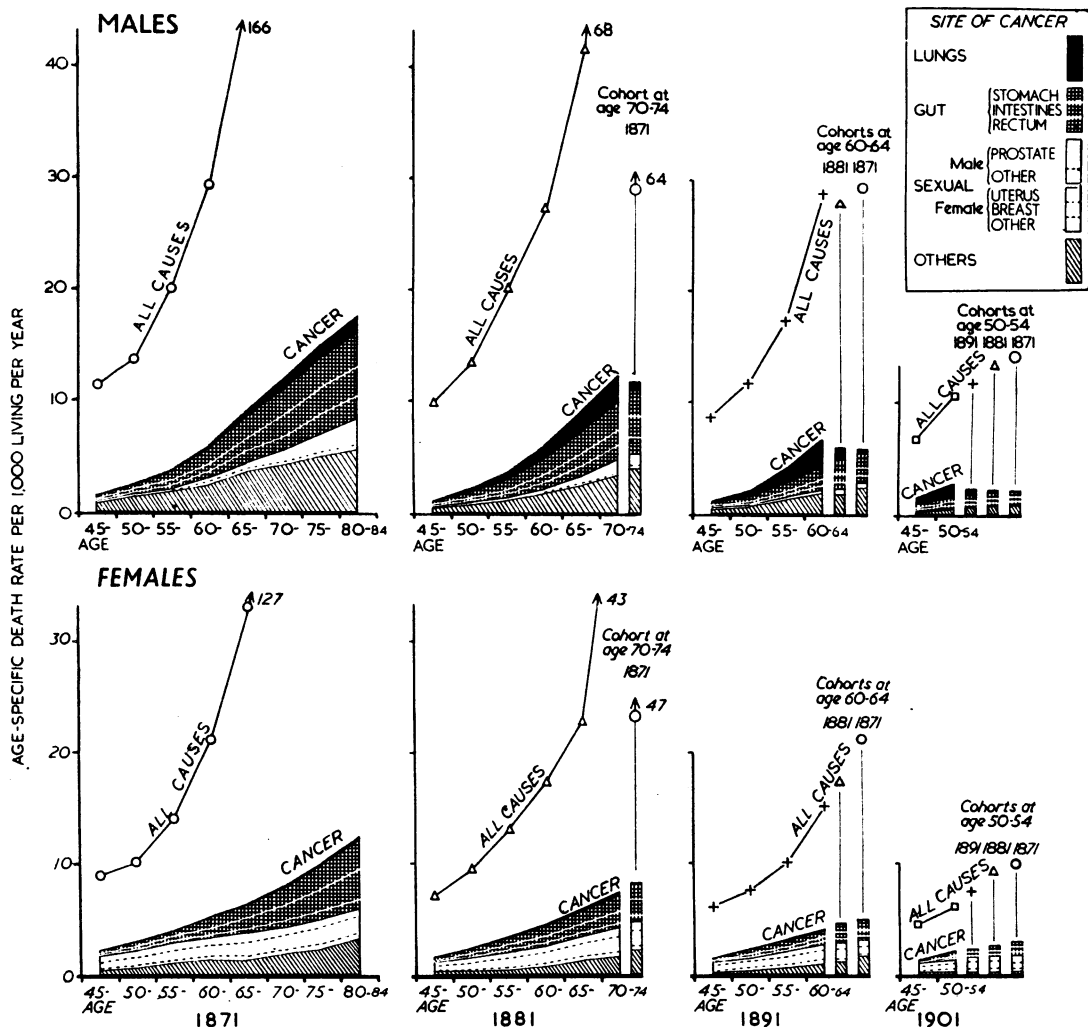 MALES
166
68
Cohort at
age 70-74
1871
64
Cohorts at
age 60-64
1881 1871
SITE OF CANCER
LUNGS
GUT
STOMACH
INTESTINES
RECTUM
Male
PROSTATE
OTHER
SEXUAL
Female
UTERUS
BREAST
OTHER
OTHERS
Cohorts at
age 50-54
1891 1881 1871
40
30
20
10
0
ALL CAUSES
CANCER
ALL CAUSES
CANCER
ALL CAUSES
CANCER
ALL CAUSES
CANCER
45- 50- 55- 60- 65- 70- 75- 80-84
AGE
45- 50- 55- 60- 65- 70-74
AGE
45- 50- 55- 60-64
AGE
45- 50-54
AGE
AGE-SPECIFIC DEATH RATE PER 1,000 LIVING PER YEAR
FEMALES
127
43
Cohort at
age 70-74
1871
47
Cohorts at
age 60-64
1881 1871
Cohorts at
age 50-54
1891 1881 1871
30
20
10
0
ALL CAUSES
CANCER
ALL CAUSES
CANCER
ALL CAUSES
CANCER
ALL CAUSES
CANCER
45- 50- 55- 60- 65- 70- 75- 80-84
AGE
1871
45- 50- 55- 60- 65- 70-74
AGE
1881
45- 50- 55- 60-64
AGE
1891
45- 50-54
AGE
1901